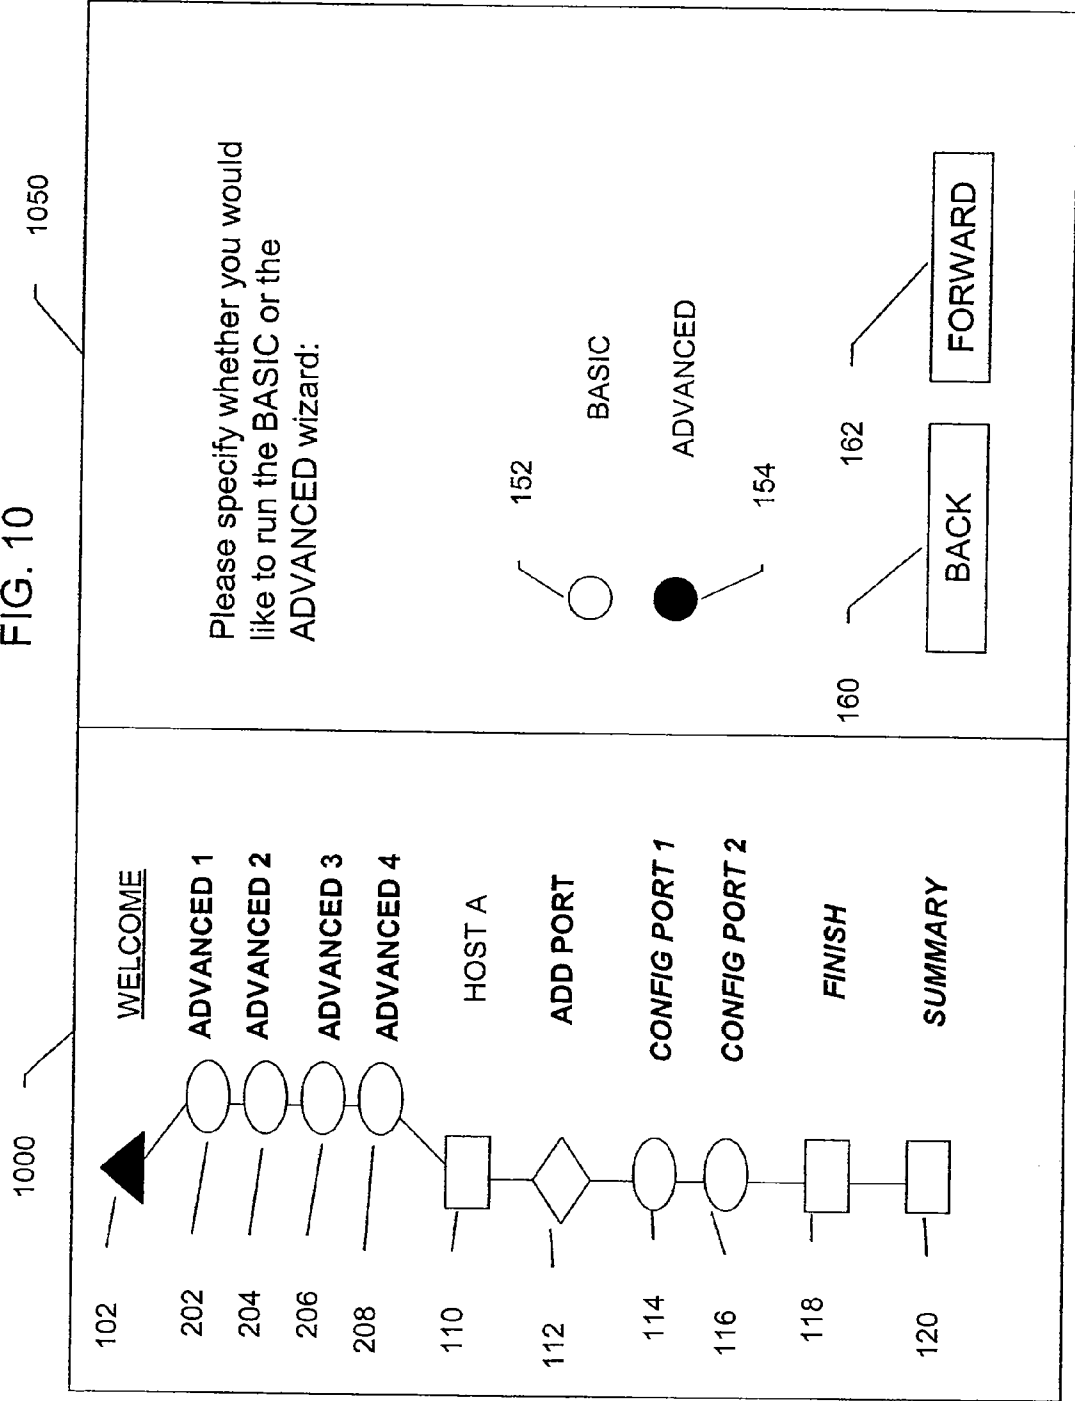 FIG. 10
1000
1050
102
WELCOME
202
ADVANCED 1
204
ADVANCED 2
206
ADVANCED 3
208
ADVANCED 4
110
HOST A
112
ADD PORT
114
CONFIG PORT 1
116
CONFIG PORT 2
118
FINISH
120
SUMMARY
Please specify whether you would
like to run the BASIC or the
ADVANCED wizard:
152
BASIC
ADVANCED
154
160
BACK
162
FORWARD